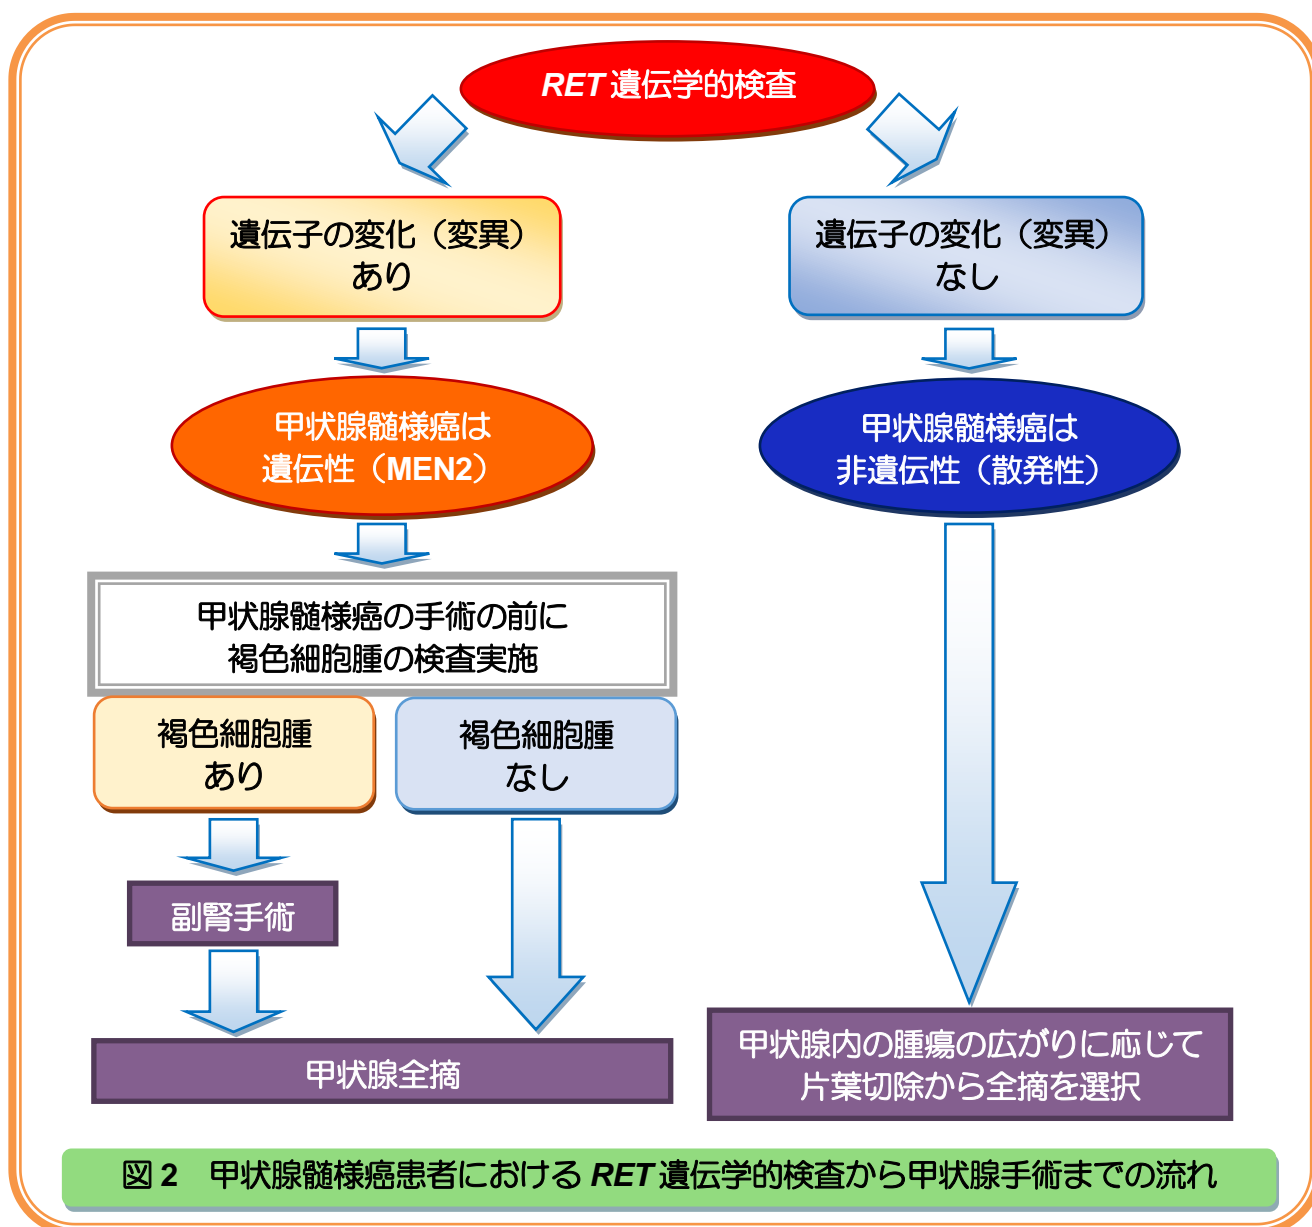 RET 遺伝学的検査
遺伝子の変化（変異）
あり
遺伝子の変化（変異）
なし
甲状腺髄様癌は
遺伝性（MEN2）
甲状腺髄様癌は
非遺伝性（散発性）
甲状腺髄様癌の手術の前に
褐色細胞腫の検査実施
褐色細胞腫
あり
褐色細胞腫
なし
副腎手術
甲状腺全摘
甲状腺内の腫瘍の広がりに応じて
片葉切除から全摘を選択
図 2　甲状腺髄様癌患者における RET 遺伝学的検査から甲状腺手術までの流れ